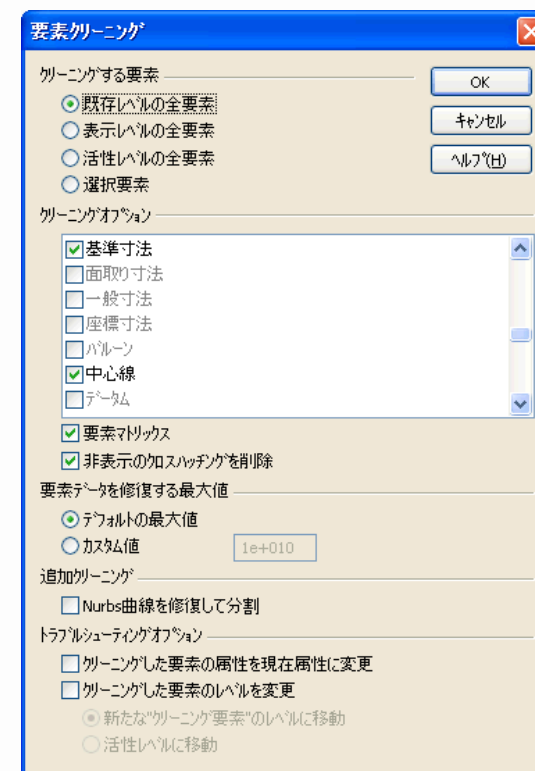 要素ｸﾘｰﾆﾝｸﾞ
ｸﾘｰﾆﾝｸﾞする要素
既存ﾚﾍﾞﾙの全要素
表示ﾚﾍﾞﾙの全要素
活性ﾚﾍﾞﾙの全要素
選択要素
OK
ｷｬﾝｾﾙ
ﾍﾙﾌﾟ(H)
ｸﾘｰﾆﾝｸﾞｵﾌﾟｼｮﾝ
基準寸法
面取り寸法
一般寸法
座標寸法
ﾊﾞﾙｰﾝ
中心線
ﾃﾞｰﾀﾑ
要素ﾏﾄﾘｯｸｽ
非表示のｸﾛｽﾊｯﾁﾝｸﾞを削除
要素ﾃﾞｰﾀを修復する最大値
ﾃﾞﾌｫﾙﾄの最大値
ｶｽﾀﾑ値 1e+010
追加ｸﾘｰﾆﾝｸﾞ
Nurbs曲線を修復して分割
ﾄﾗﾌﾞﾙｼｭｰﾃｨﾝｸﾞｵﾌﾟｼｮﾝ
ｸﾘｰﾆﾝｸﾞした要素の属性を現在属性に変更
ｸﾘｰﾆﾝｸﾞした要素のﾚﾍﾞﾙを変更
新たな"ｸﾘｰﾆﾝｸﾞ要素"のﾚﾍﾞﾙに移動
活性ﾚﾍﾞﾙに移動